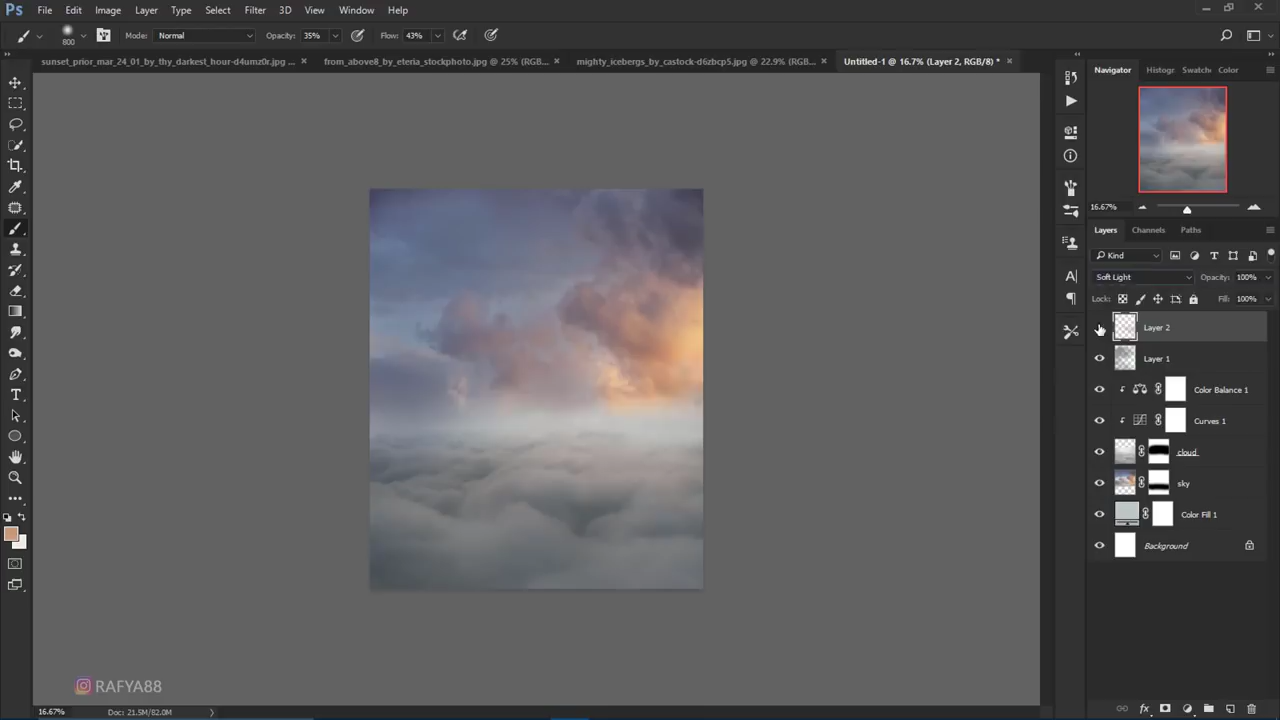 Ps File Edit Image Layer Type Select Filter 3D View Window Help
800 Mode: Normal Opacity: 35% Flow: 43%
sunset_prior_mar_24_01_by_thy_darkest_hour-d4umz0r.jpg ... × from_above8_by_eteria_stockphoto.jpg @ 25% (RGB... × mighty_icebergs_by_castock-d6zbcp5.jpg @ 22.9% (RGB... × Untitled-1 @ 16.7% (Layer 2, RGB/8) * ×
Navigator Histogr Swatch Color
16.67%
Layers Channels Paths
Kind
Soft Light Opacity: 100%
Lock: Fill: 100%
Layer 2
Layer 1
Color Balance 1
Curves 1
cloud
sky
Color Fill 1
Background
RAFYA88
16.67% Doc: 21.5M/82.0M